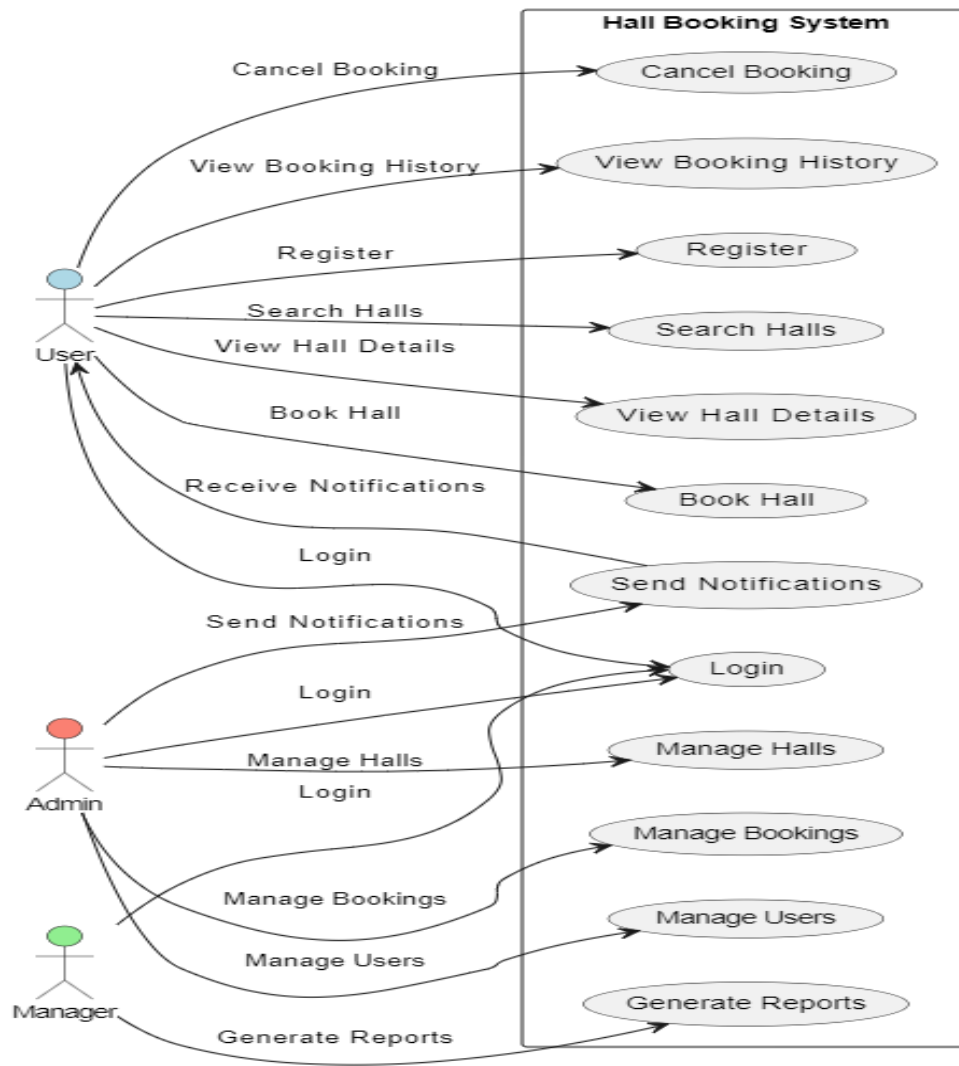 Hall Booking System
Cancel Booking
Cancel Booking
View Booking History
View Booking History
Register
Register
Search Halls
Search Halls
View Hall Details
User
View Hall Details
Book Hall
Book Hall
Receive Notifications
Login
Send Notifications
Send Notifications
Login
Login
Manage Halls
Manage Halls
Login
Admin
Manage Bookings
Manage Bookings
Manage Users
Manage Users
Generate Reports
Manager
Generate Reports